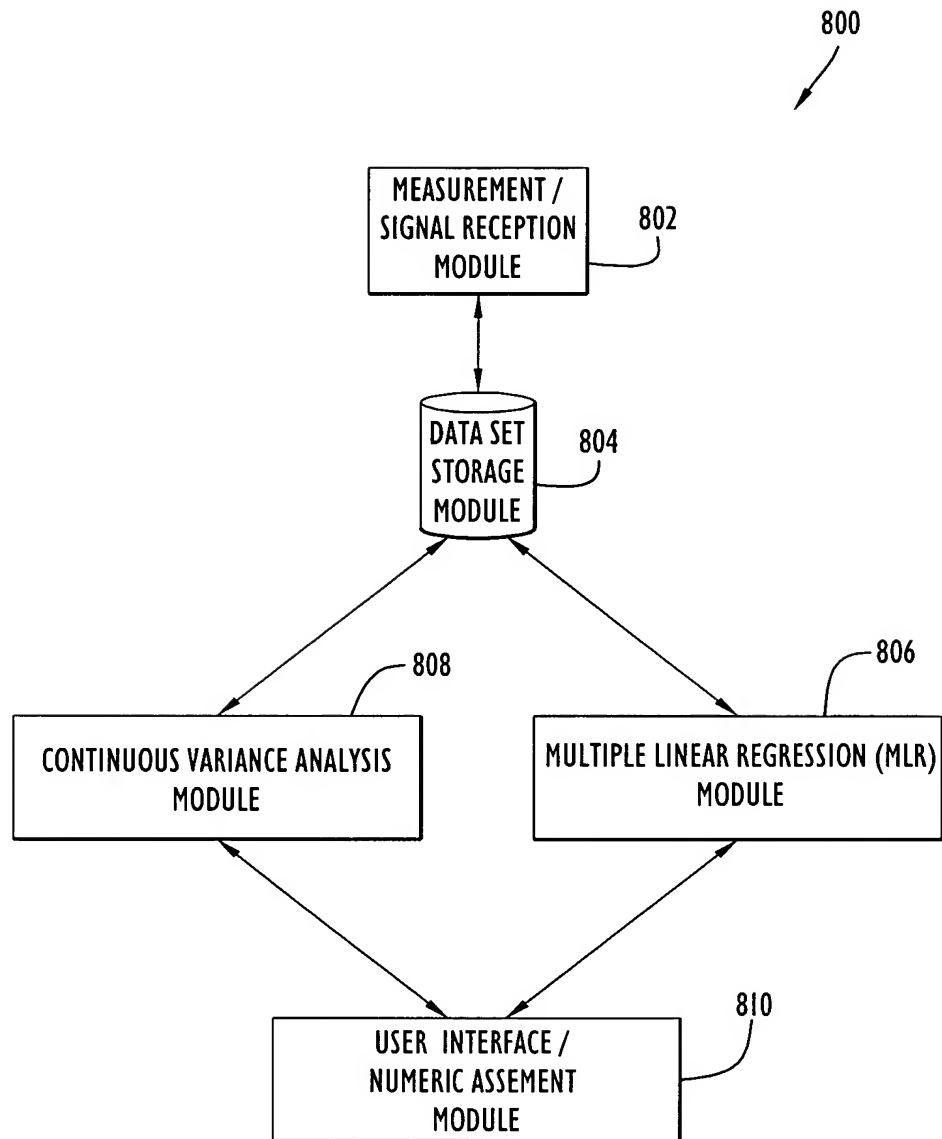 800
MEASUREMENT /
SIGNAL RECEPTION
MODULE
802
DATA SET
STORAGE
MODULE
804
808
CONTINUOUS VARIANCE ANALYSIS
MODULE
806
MULTIPLE LINEAR REGRESSION (MLR)
MODULE
810
USER INTERFACE /
NUMERIC ASSEMENT
MODULE